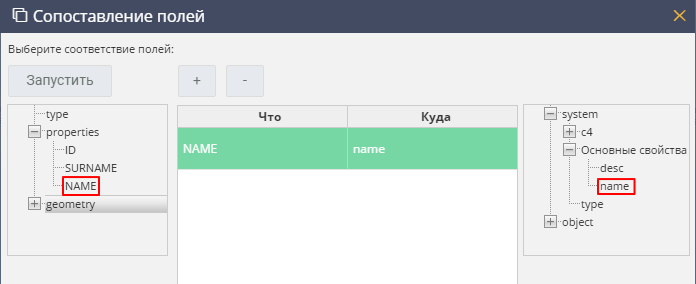 Сопоставление полей
Выберите соответствие полей:
Запустить
+
-
type
properties
ID
SURNAME
NAME
geometry
Что
Куда
NAME
name
system
c4
Основные свойства
desc
name
type
object